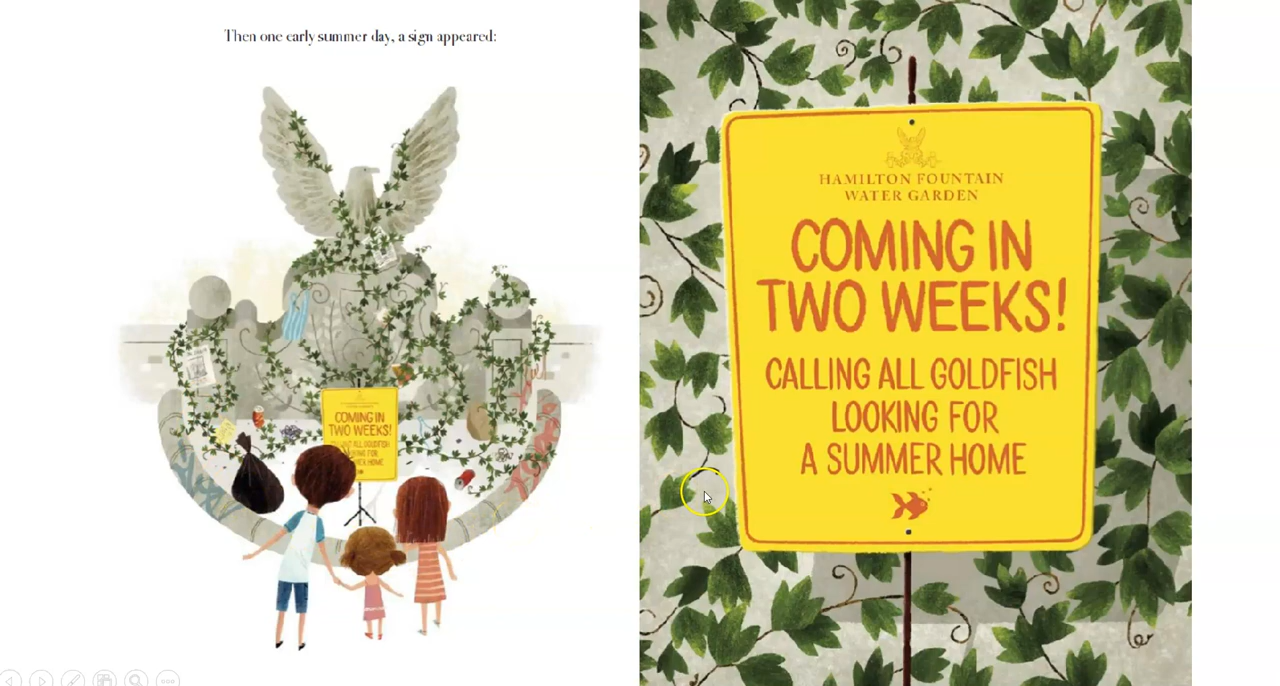 Then one early summer day, a sign appeared:
COMING IN
TWO WEEKS!
HAMILTON FOUNTAIN
WATER GARDEN
COMING IN
TWO WEEKS!
CALLING ALL GOLDFISH
LOOKING FOR
A SUMMER HOME